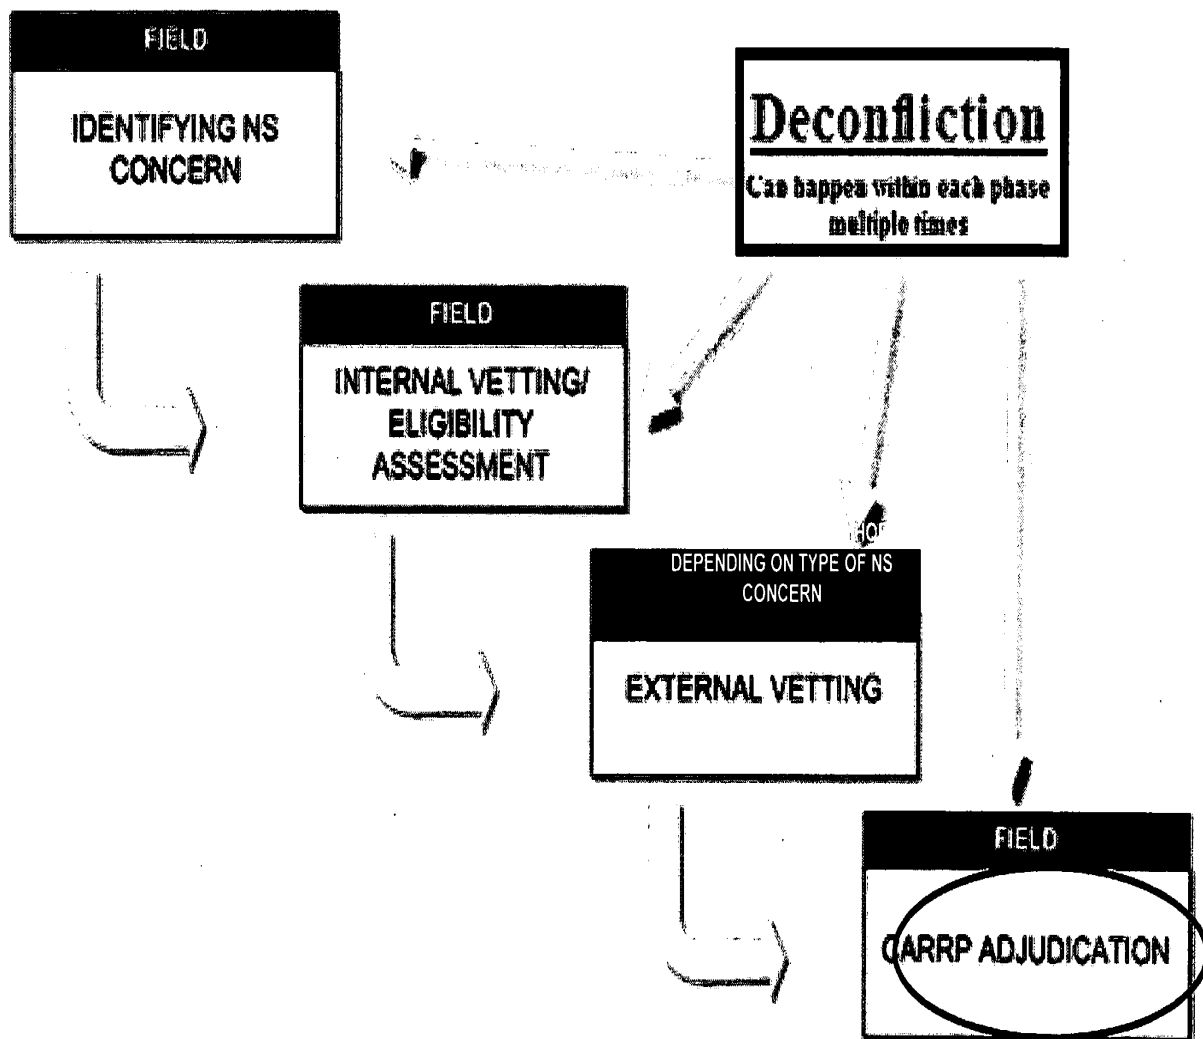 FIELD
IDENTIFYING NS
CONCERN
Deconfliction
Can happen within each phase
multiple times
FIELD
INTERNAL VETTING/
ELIGIBILITY
ASSESSMENT
DEPENDING ON TYPE OF NS
CONCERN
EXTERNAL VETTING
FIELD
CARRP ADJUDICATION